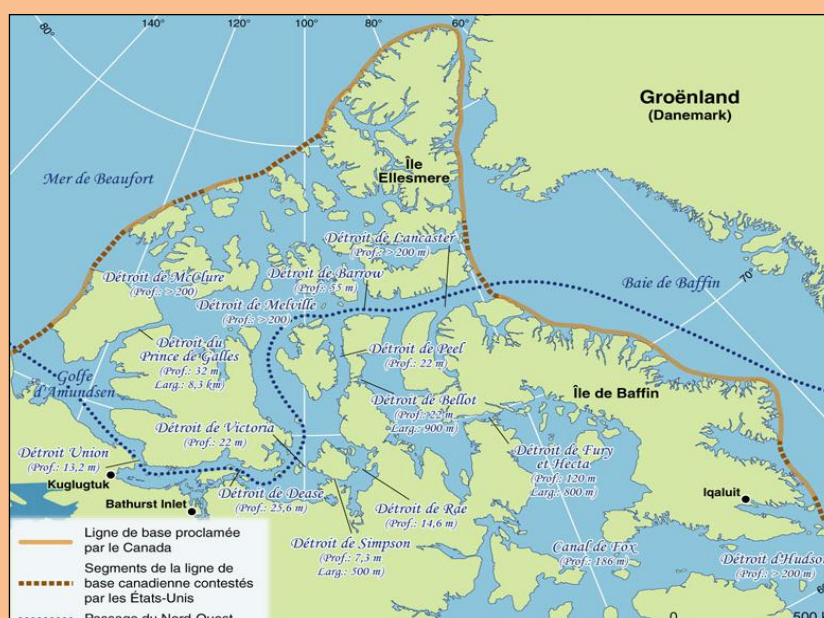 140°
120°
100°
80°
60°
80°
Groënland
(Danemark)
Île
Ellesmere
Mer de Beaufort
Détroit de Lancaster
(Prof.: > 200 m)
Détroit de McClure
(Prof.: > 200)
Détroit de Barrow
(Prof.: 55 m)
Baie de Baffin
70°
Détroit de Melville
(Prof.: > 200)
Détroit du
Prince de Galles
(Prof.: 32 m
Larg.: 8,3 km)
Détroit de Peel
(Prof.: 22 m)
Golfe
d'Amundsen
Détroit de Bellot
(Prof.: 22 m
Larg.: 900 m)
Île de Baffin
Détroit de Victoria
(Prof.: 22 m)
Détroit Union
(Prof.: 13,2 m)
Détroit de Fury
et Hecta
(Prof.: 120 m
Larg.: 800 m)
Kuglugtuk
Bathurst Inlet
Détroit de Dease
(Prof.: 25,6 m)
Détroit de Rae
(Prof.: 14,6 m)
Iqaluit
Détroit de Simpson
(Prof.: 7,3 m
Larg.: 500 m)
Canal de Fox
(Prof.: 186 m)
Détroit d'Hudson
(Prof.: > 200 m)
Ligne de base proclamée
par le Canada
Segments de la ligne de
base canadienne contestés
par les États-Unis
Passage du Nord-Ouest
0
500